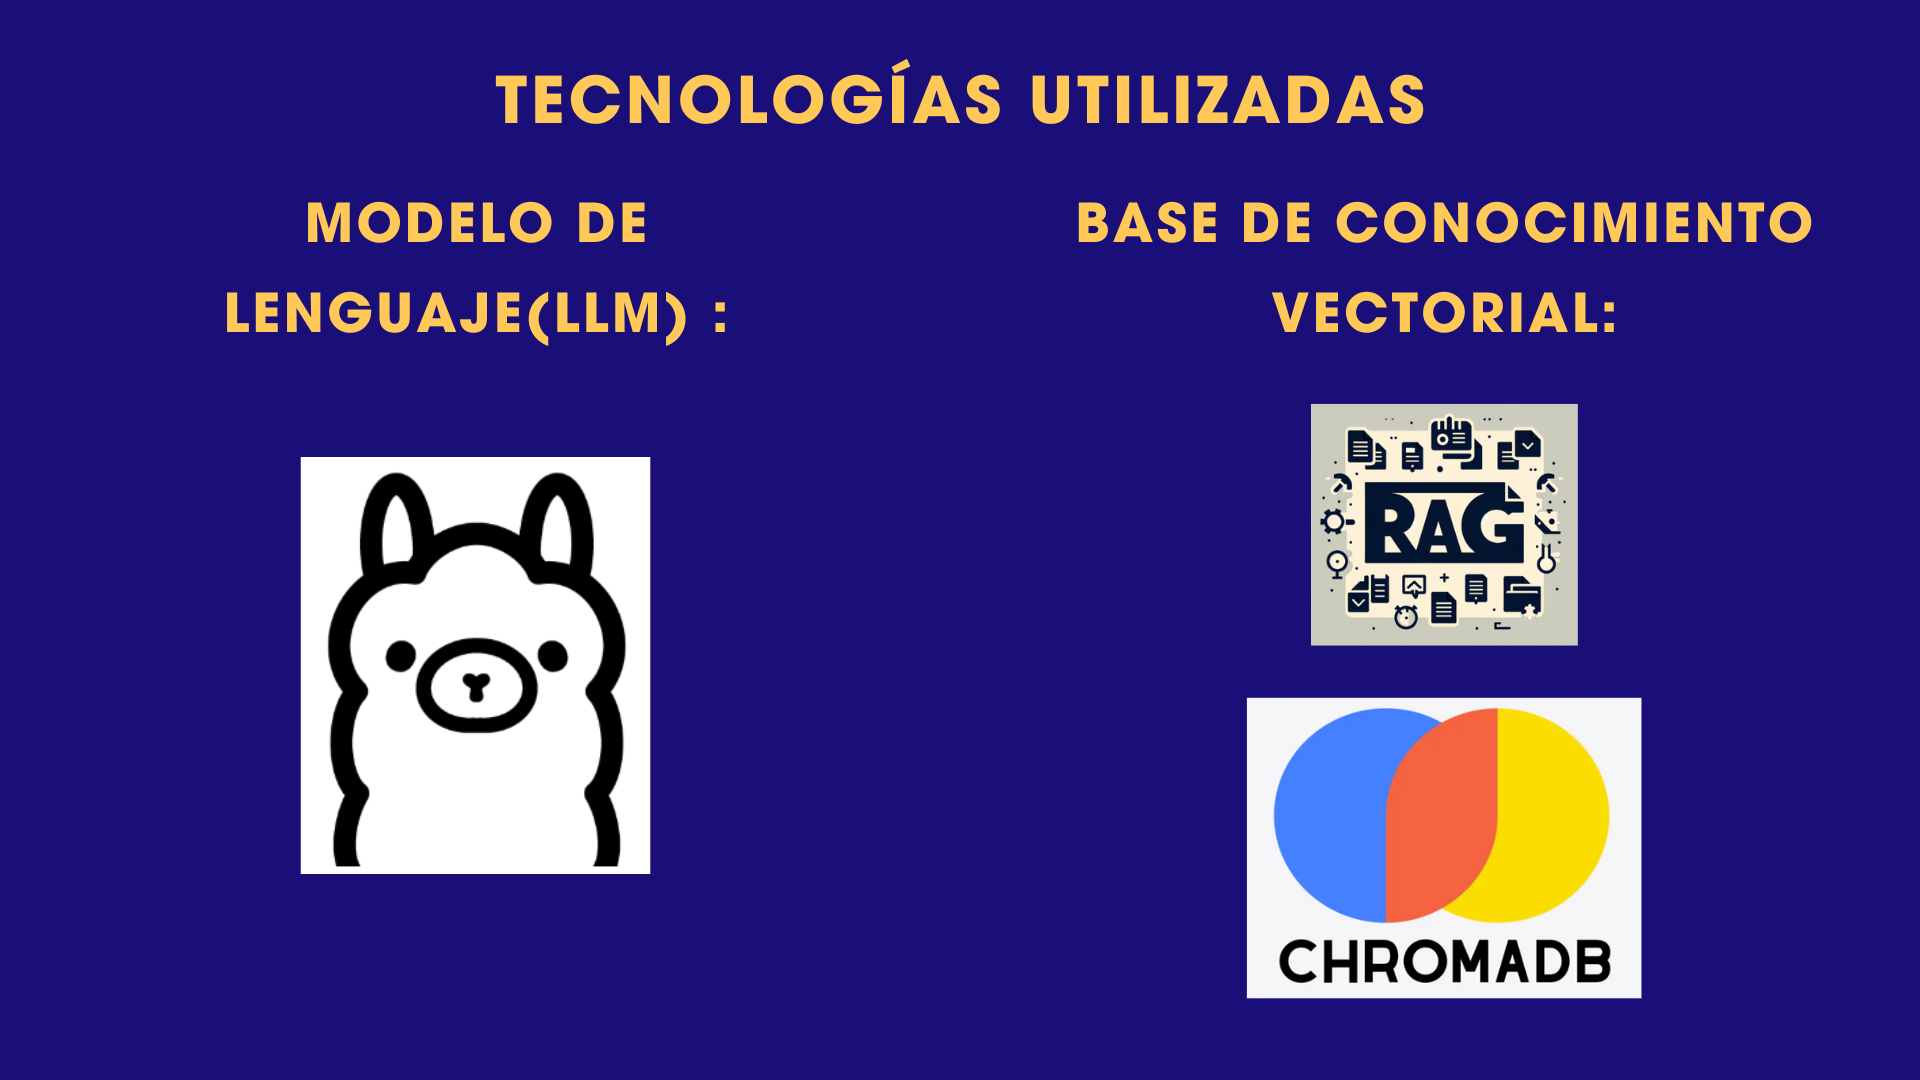 TECNOLOGÍAS UTILIZADAS
MODELO DE
LENGUAJE(LLM) :
BASE DE CONOCIMIENTO
VECTORIAL:
RAG
CHROMADB